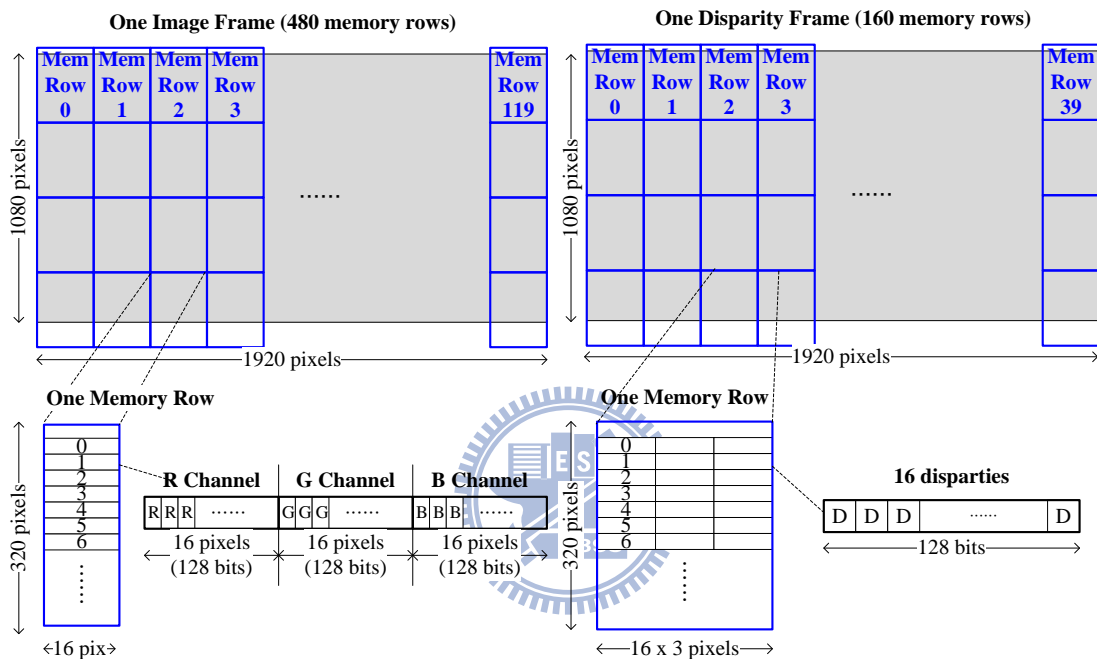 One Image Frame (480 memory rows)
One Disparity Frame (160 memory rows)
Mem Row 0
Mem Row 1
Mem Row 2
Mem Row 3
Mem Row 119
1080 pixels
......
1920 pixels
Mem Row 0
Mem Row 1
Mem Row 2
Mem Row 3
Mem Row 39
1080 pixels
......
1920 pixels
One Memory Row
0
1
2
3
4
5
6
......
320 pixels
16 pix
R Channel
G Channel
B Channel
R R R ......
G G G ......
B B B ......
16 pixels (128 bits)
16 pixels (128 bits)
16 pixels (128 bits)
One Memory Row
0
1
2
3
4
5
6
......
320 pixels
16 x 3 pixels
16 disparties
D D D ...... D
128 bits